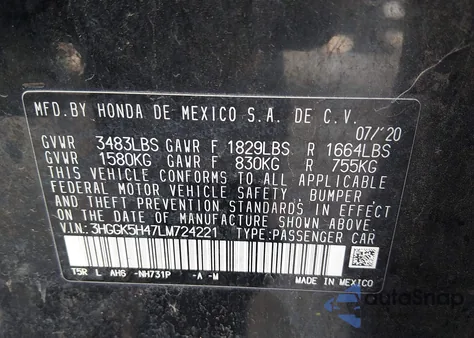 MFD.BY HONDA DE MEXICO S.A. DE C.V.
07/'20
GVWR 3483LBS GAWR F 1829LBS R 1664LBS
GVWR 1580KG GAWR F 830KG R 755KG
THIS VEHICLE CONFORMS TO ALL APPLICABLE
FEDERAL MOTOR VEHICLE SAFETY, BUMPER,
AND THEFT PREVENTION STANDARDS IN EFFECT
ON THE DATE OF MANUFACTURE SHOWN ABOVE.
V.I.N.: 3HGGK5H47LM724221 TYPE:PASSENGER CAR
T5R L AH6 -NH731P -A -M
MADE IN MEXICO
autoSnap